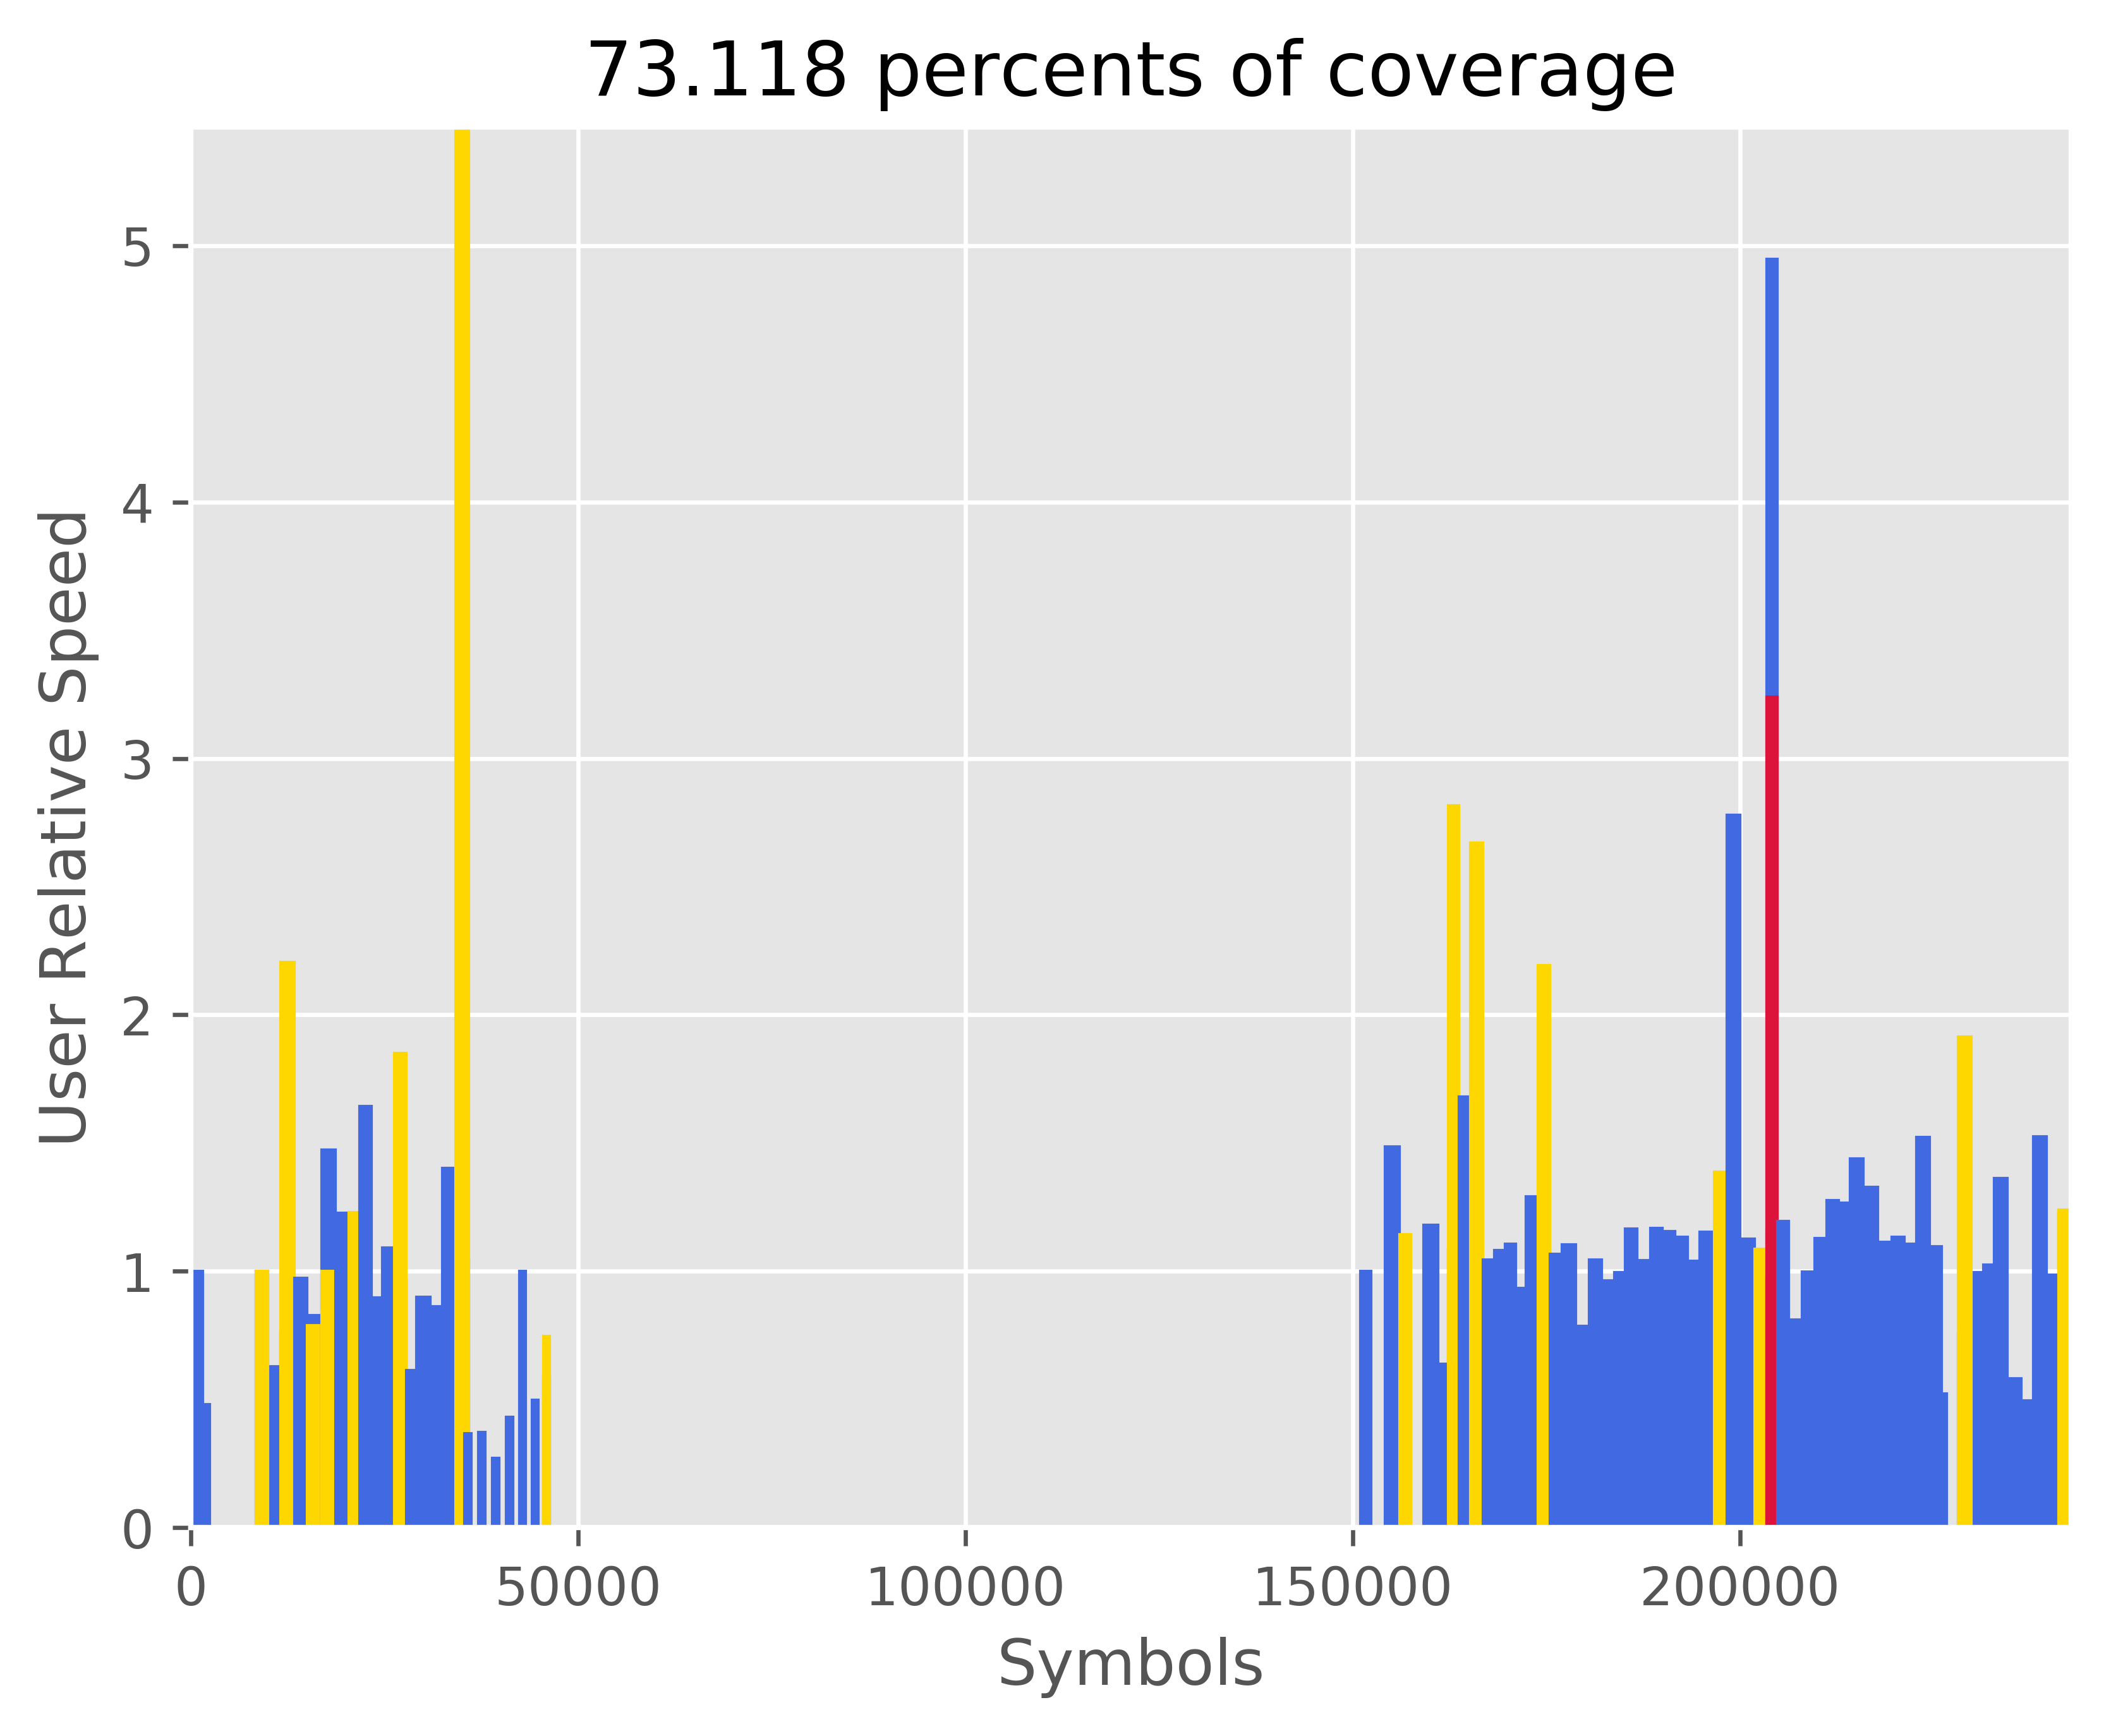 73.118 percents of coverage
User Relative Speed
5
4
3
2
1
0
0 50000 100000 150000 200000
Symbols